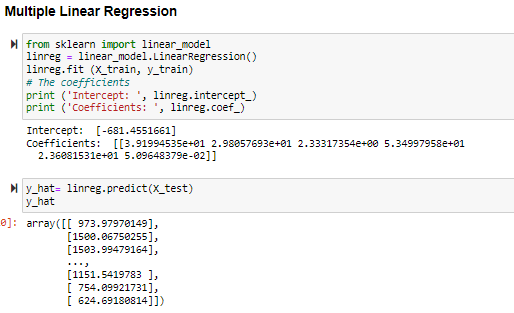 Multiple Linear Regression
from sklearn import linear_model
linreg = linear_model.LinearRegression()
linreg.fit (X_train, y_train)
# The coefficients
print ('Intercept: ', linreg.intercept_)
print ('Coefficients: ', linreg.coef_)
Intercept:  [-681.4551661]
Coefficients:  [[3.91994535e+01 2.98057693e+01 2.33317354e+00 5.34997958e+01
2.36081531e+01 5.09648379e-02]]
y_hat= linreg.predict(X_test)
y_hat
0]: array([[ 973.97970149],
[1500.06750255],
[1503.99479164],
...,
[1151.5419783 ],
[ 754.09921731],
[ 624.69180814]])